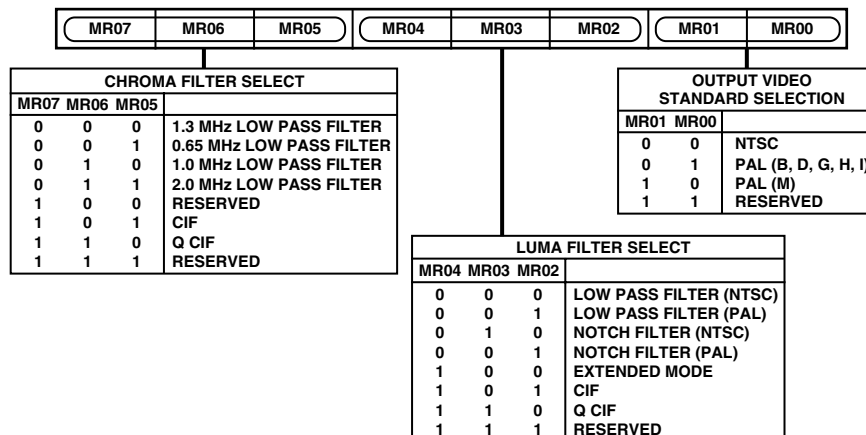 MR07 MR06 MR05 MR04 MR03 MR02 MR01 MR00
CHROMA FILTER SELECT
MR07 MR06 MR05
0 0 0 1.3 MHz LOW PASS FILTER
0 0 1 0.65 MHz LOW PASS FILTER
0 1 0 1.0 MHz LOW PASS FILTER
0 1 1 2.0 MHz LOW PASS FILTER
1 0 0 RESERVED
1 0 1 CIF
1 1 0 Q CIF
1 1 1 RESERVED
OUTPUT VIDEO
STANDARD SELECTION
MR01 MR00
0 0 NTSC
0 1 PAL (B, D, G, H, I)
1 0 PAL (M)
1 1 RESERVED
LUMA FILTER SELECT
MR04 MR03 MR02
0 0 0 LOW PASS FILTER (NTSC)
0 0 1 LOW PASS FILTER (PAL)
0 1 0 NOTCH FILTER (NTSC)
0 0 1 NOTCH FILTER (PAL)
1 0 0 EXTENDED MODE
1 0 1 CIF
1 1 0 Q CIF
1 1 1 RESERVED